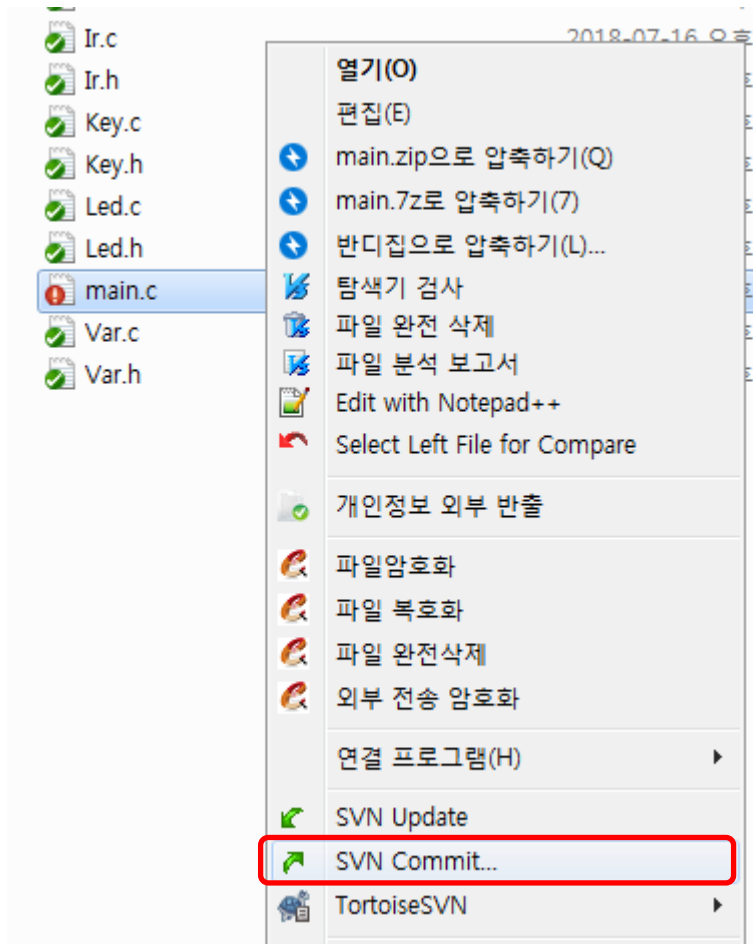 Ir.c
2018-07-16 오후
Ir.h
Key.c
Key.h
Led.c
Led.h
main.c
Var.c
Var.h
열기(O)
편집(E)
main.zip으로 압축하기(Q)
main.7z로 압축하기(7)
반디집으로 압축하기(L)...
탐색기 검사
파일 완전 삭제
파일 분석 보고서
Edit with Notepad++
Select Left File for Compare
개인정보 외부 반출
파일암호화
파일 복호화
파일 완전삭제
외부 전송 암호화
연결 프로그램(H)
SVN Update
SVN Commit...
TortoiseSVN